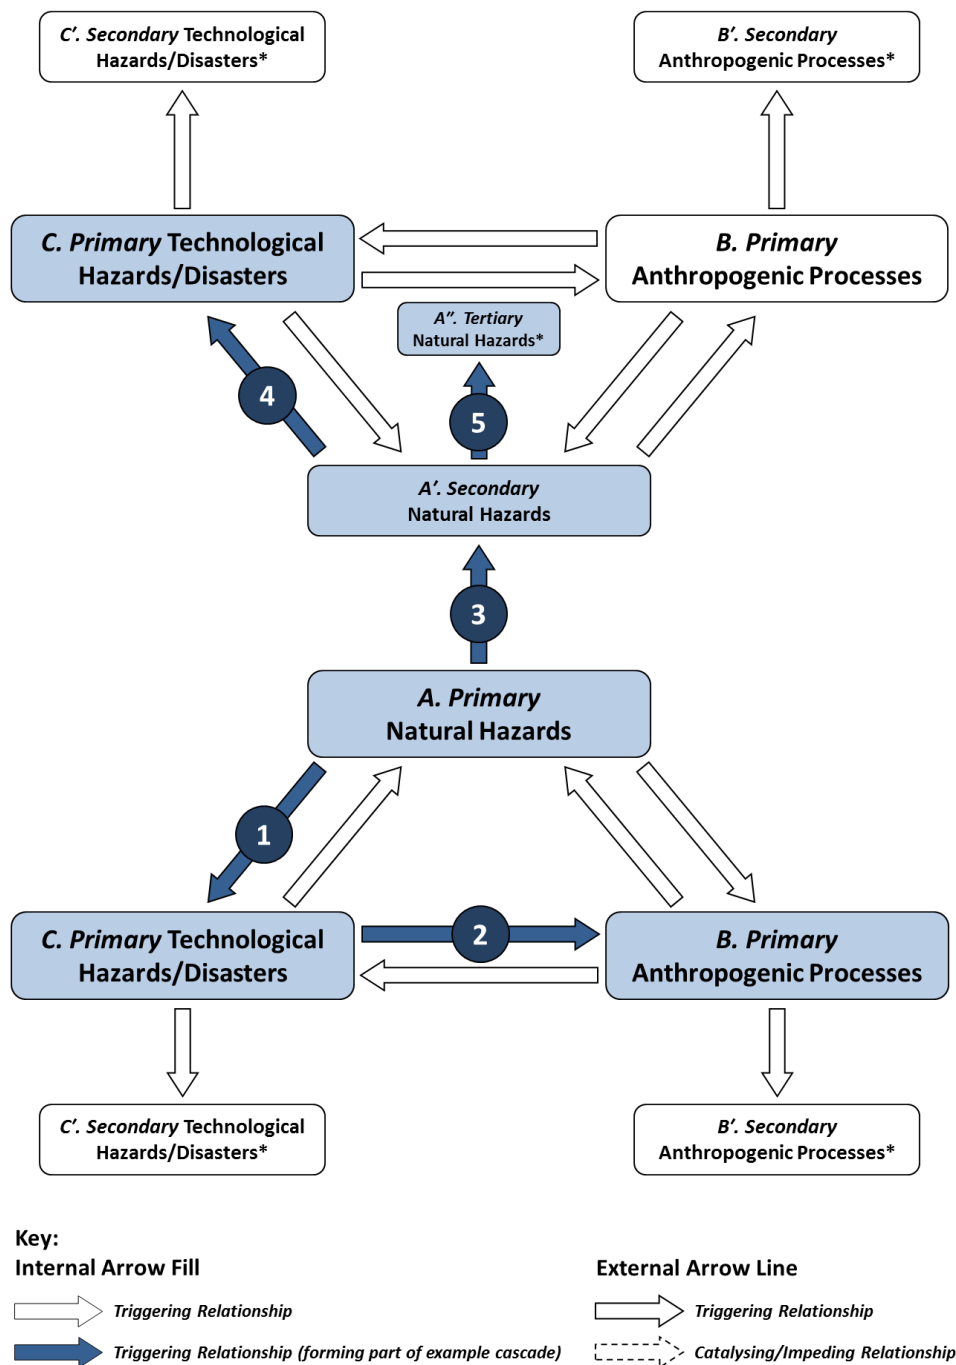 C′. Secondary Technological
Hazards/Disasters*
B′. Secondary
Anthropogenic Processes*
C. Primary Technological
Hazards/Disasters
B. Primary
Anthropogenic Processes
A″. Tertiary
Natural Hazards*
4
5
A′. Secondary
Natural Hazards
3
A. Primary
Natural Hazards
1
C. Primary Technological
Hazards/Disasters
2
B. Primary
Anthropogenic Processes
C′. Secondary Technological
Hazards/Disasters*
B′. Secondary
Anthropogenic Processes*
Key:
Internal Arrow Fill
Triggering Relationship
Triggering Relationship (forming part of example cascade)
External Arrow Line
Triggering Relationship
Catalysing/Impeding Relationship